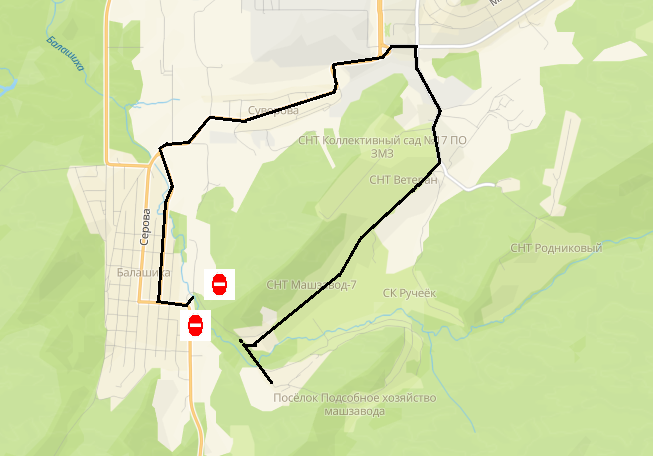 Балашиха
Суворова
СНТ Коллективный сад №17 ПО
ЗМЗ
СНТ Ветеран
Серова
СНТ Родниковый
Балашиха
СНТ Машзавод-7
СК Ручеёк
Посёлок Подсобное хозяйство
машзавода